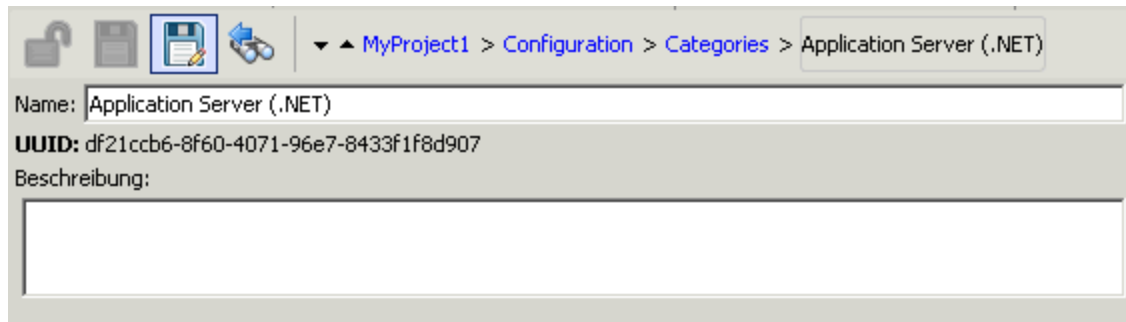 MyProject1 > Configuration > Categories > Application Server (.NET)
Name: Application Server (.NET)
UUID: df21ccb6-8f60-4071-96e7-8433f1f8d907
Beschreibung: